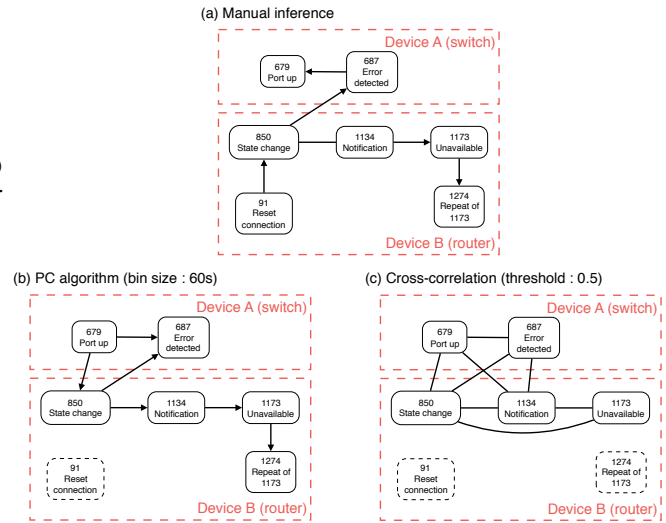 (a) Manual inference
Device A (switch)
679
Port up
687
Error
detected
850
State change
1134
Notification
1173
Unavailable
91
Reset
connection
1274
Repeat of
1173
Device B (router)
(b) PC algorithm (bin size : 60s)
Device A (switch)
679
Port up
687
Error
detected
850
State change
1134
Notification
1173
Unavailable
91
Reset
connection
1274
Repeat of
1173
Device B (router)
(c) Cross-correlation (threshold : 0.5)
Device A (switch)
679
Port up
687
Error
detected
850
State change
1134
Notification
1173
Unavailable
91
Reset
connection
1274
Repeat of
1173
Device B (router)